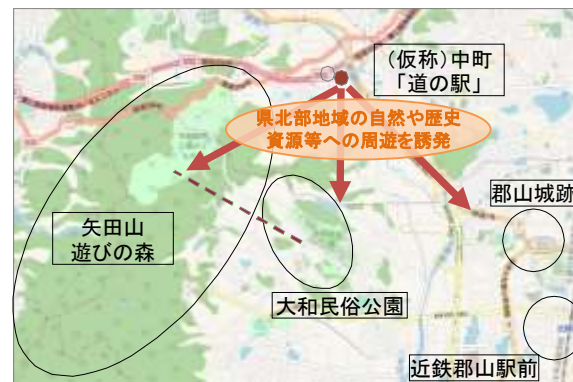 (仮称)中町
「道の駅」
県北部地域の自然や歴史
資源等への周遊を誘発
郡山城跡
矢田山
遊びの森
大和民俗公園
近鉄郡山駅前